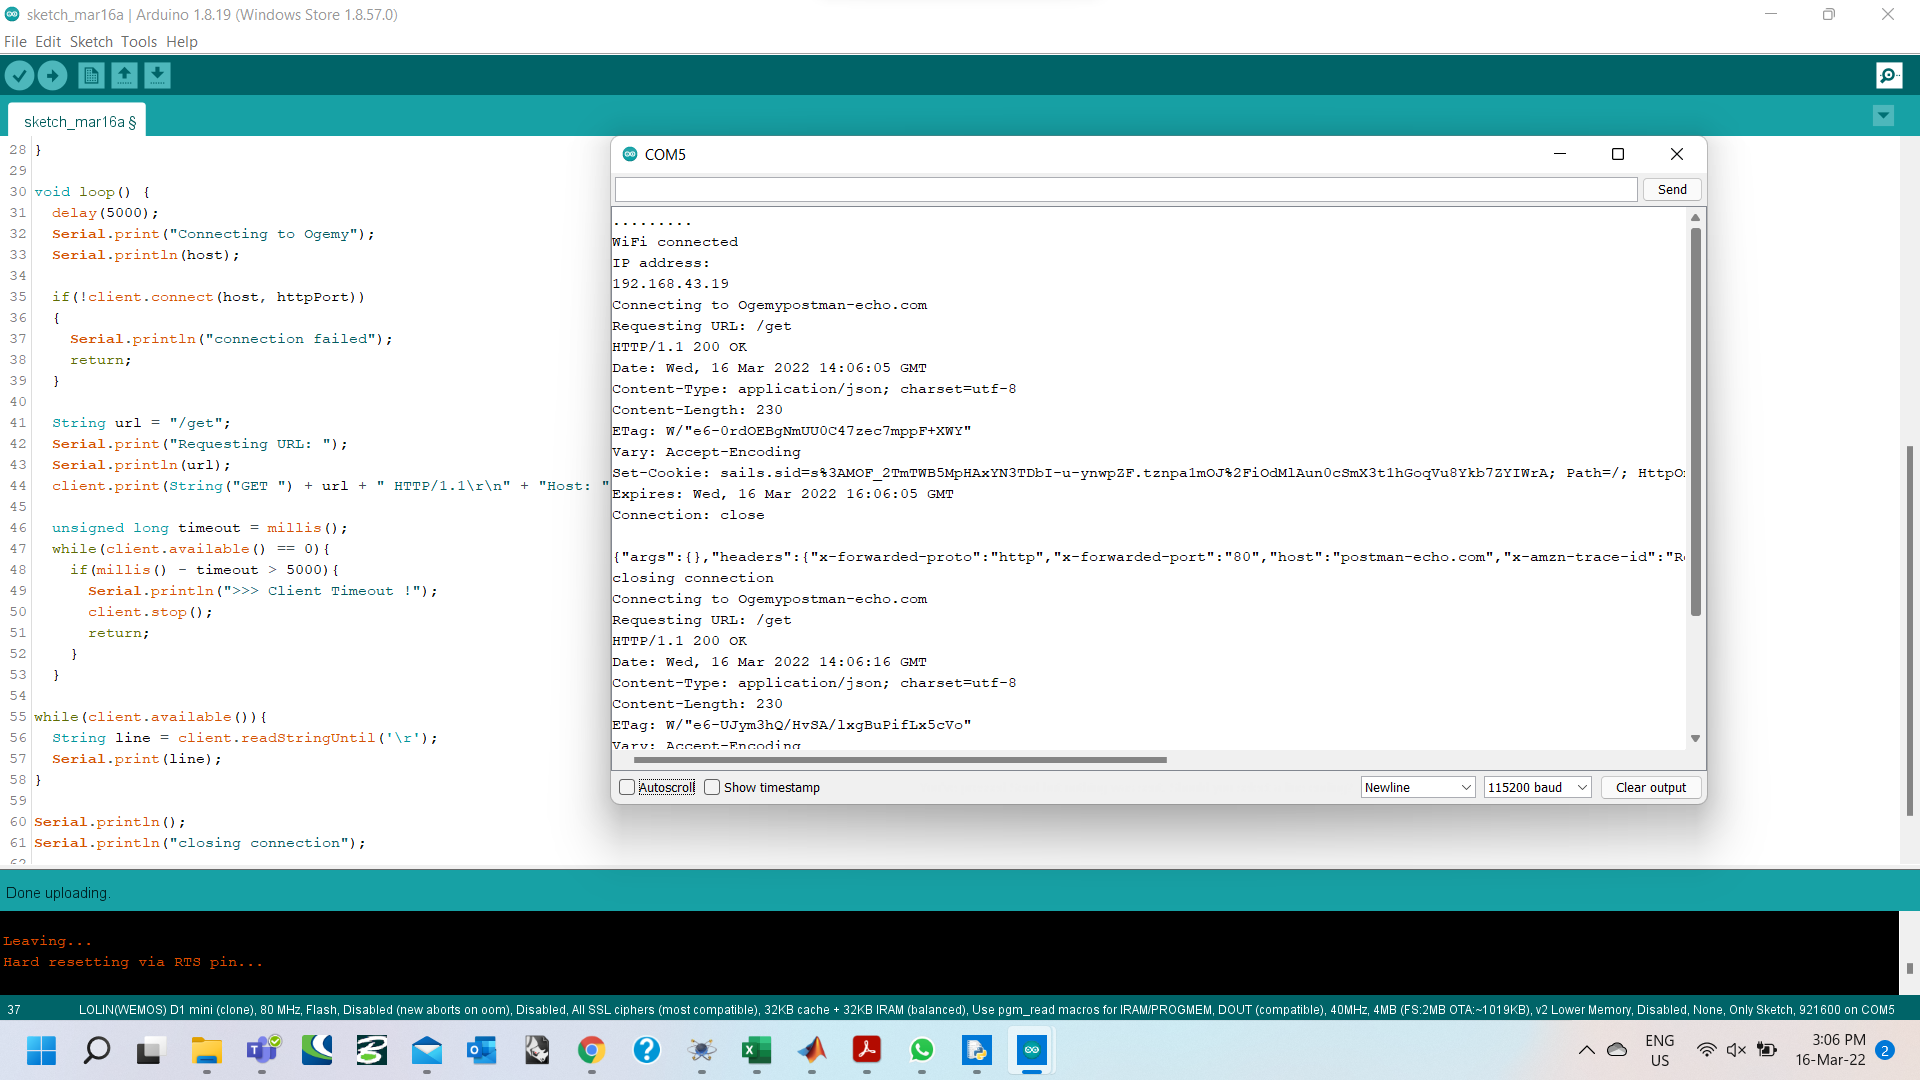 sketch_mar16a | Arduino 1.8.19 (Windows Store 1.8.57.0)
File Edit Sketch Tools Help
sketch_mar16a §
28 }
29
30 void loop() {
31 delay(5000);
32 Serial.print("Connecting to Ogemy");
33 Serial.println(host);
34
35 if(!client.connect(host, httpPort))
36 {
37 Serial.println("connection failed");
38 return;
39 }
40
41 String url = "/get";
42 Serial.print("Requesting URL: ");
43 Serial.println(url);
44 client.print(String("GET ") + url + " HTTP/1.1\r\n" + "Host: "
45
46 unsigned long timeout = millis();
47 while(client.available() == 0){
48 if(millis() - timeout > 5000){
49 Serial.println(">>> Client Timeout !");
50 client.stop();
51 return;
52 }
53 }
54
55 while(client.available()){
56 String line = client.readStringUntil('\r');
57 Serial.print(line);
58 }
59
60 Serial.println();
61 Serial.println("closing connection");
62
COM5
Send
.........
WiFi connected
IP address:
192.168.43.19
Connecting to Ogemypostman-echo.com
Requesting URL: /get
HTTP/1.1 200 OK
Date: Wed, 16 Mar 2022 14:06:05 GMT
Content-Type: application/json; charset=utf-8
Content-Length: 230
ETag: W/"e6-0rdOEBgNmUU0C47zec7mppF+XWY"
Vary: Accept-Encoding
Set-Cookie: sails.sid=s%3AMOF_2TmTWB5MpHAxYN3TDbI-u-ynwpZF.tznpa1mOJ%2FiOdMlAun0cSmX3t1hGoqVu8Ykb7ZYIWrA; Path=/; HttpO
Expires: Wed, 16 Mar 2022 16:06:05 GMT
Connection: close
{"args":{},"headers":{"x-forwarded-proto":"http","x-forwarded-port":"80","host":"postman-echo.com","x-amzn-trace-id":"R
closing connection
Connecting to Ogemypostman-echo.com
Requesting URL: /get
HTTP/1.1 200 OK
Date: Wed, 16 Mar 2022 14:06:16 GMT
Content-Type: application/json; charset=utf-8
Content-Length: 230
ETag: W/"e6-UJym3hQ/HvSA/lxgBuPifLx5cVo"
Vary: Accept-Encoding
Autoscroll Show timestamp Newline 115200 baud Clear output
Done uploading.
Leaving...
Hard resetting via RTS pin...
37 LOLIN(WEMOS) D1 mini (clone), 80 MHz, Flash, Disabled (new aborts on oom), Disabled, All SSL ciphers (most compatible), 32KB cache + 32KB IRAM (balanced), Use pgm_read macros for IRAM/PROGMEM, DOUT (compatible), 40MHz, 4MB (FS:2MB OTA:~1019KB), v2 Lower Memory, Disabled, None, Only Sketch, 921600 on COM5
ENG
US
3:06 PM
16-Mar-22
2